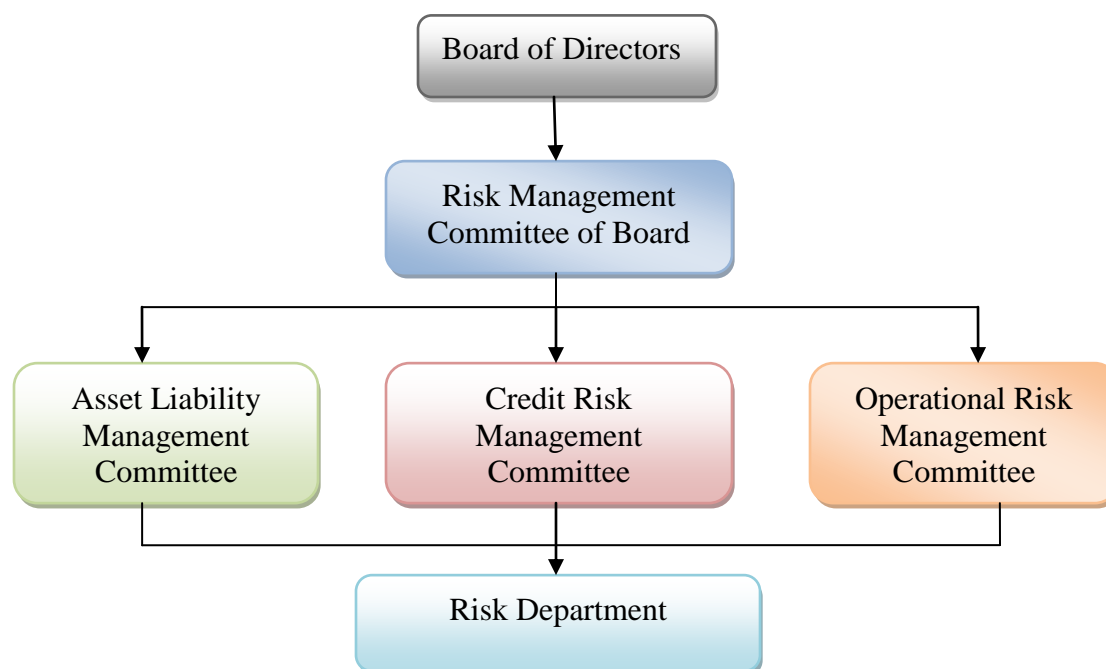 Board of Directors
Risk Management
Committee of Board
Asset Liability
Management
Committee
Credit Risk
Management
Committee
Operational Risk
Management
Committee
Risk Department